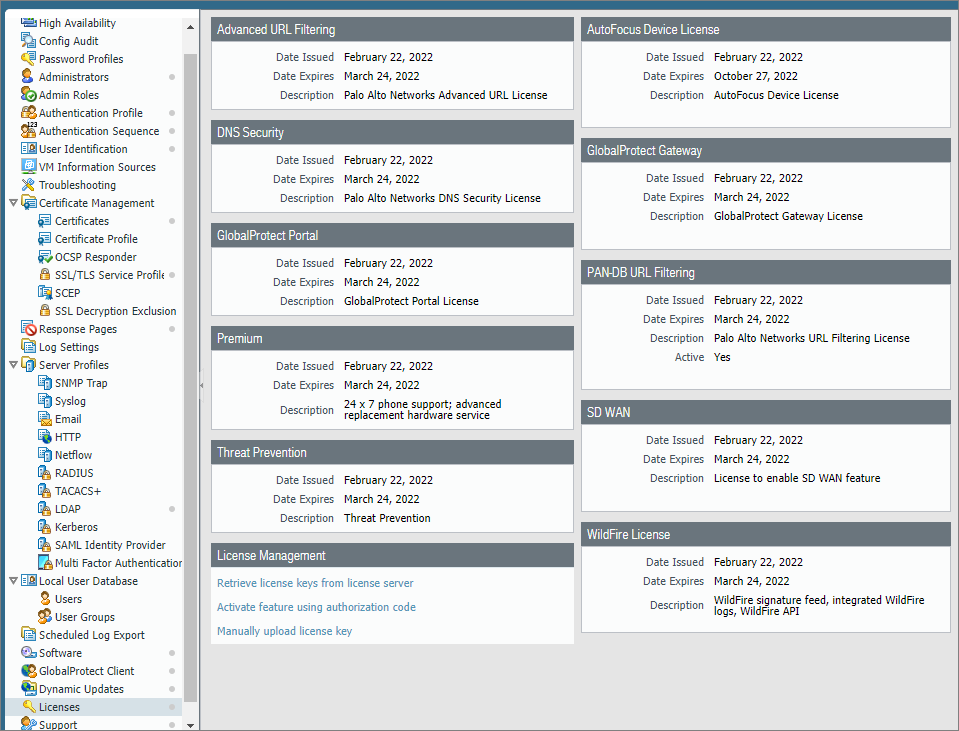 High Availability
Config Audit
Password Profiles
Administrators
Admin Roles
Authentication Profile
123
Authentication Sequence
User Identification
VM Information Sources
Troubleshooting
Certificate Management
Certificates
Certificate Profile
OCSP Responder
SSL/TLS Service Profile
SCEP
SSL Decryption Exclusion
Response Pages
Log Settings
Server Profiles
SNMP Trap
Syslog
Email
HTTP
Netflow
RADIUS
TACACS+
LDAP
Kerberos
SAML Identity Provider
Multi Factor Authentication
Local User Database
Users
User Groups
Scheduled Log Export
Software
GlobalProtect Client
Dynamic Updates
Licenses
Support
Advanced URL Filtering
Date Issued February 22, 2022
Date Expires March 24, 2022
Description Palo Alto Networks Advanced URL License
DNS Security
Date Issued February 22, 2022
Date Expires March 24, 2022
Description Palo Alto Networks DNS Security License
GlobalProtect Portal
Date Issued February 22, 2022
Date Expires March 24, 2022
Description GlobalProtect Portal License
Premium
Date Issued February 22, 2022
Date Expires March 24, 2022
Description 24 x 7 phone support; advanced
replacement hardware service
Threat Prevention
Date Issued February 22, 2022
Date Expires March 24, 2022
Description Threat Prevention
License Management
Retrieve license keys from license server
Activate feature using authorization code
Manually upload license key
AutoFocus Device License
Date Issued February 22, 2022
Date Expires October 27, 2022
Description AutoFocus Device License
GlobalProtect Gateway
Date Issued February 22, 2022
Date Expires March 24, 2022
Description GlobalProtect Gateway License
PAN-DB URL Filtering
Date Issued February 22, 2022
Date Expires March 24, 2022
Description Palo Alto Networks URL Filtering License
Active Yes
SD WAN
Date Issued February 22, 2022
Date Expires March 24, 2022
Description License to enable SD WAN feature
WildFire License
Date Issued February 22, 2022
Date Expires March 24, 2022
Description WildFire signature feed, integrated WildFire
logs, WildFire API